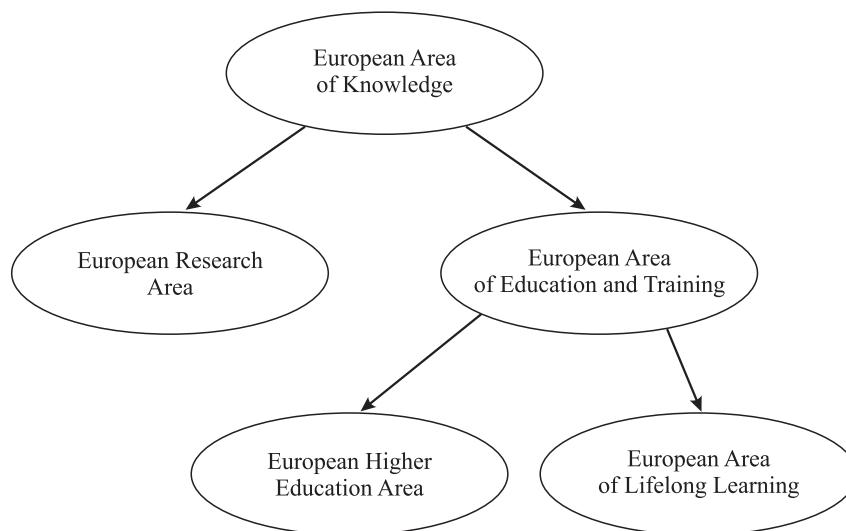 European Area
of Knowledge
European Research
Area
European Area
of Education and Training
European Higher
Education Area
European Area
of Lifelong Learning